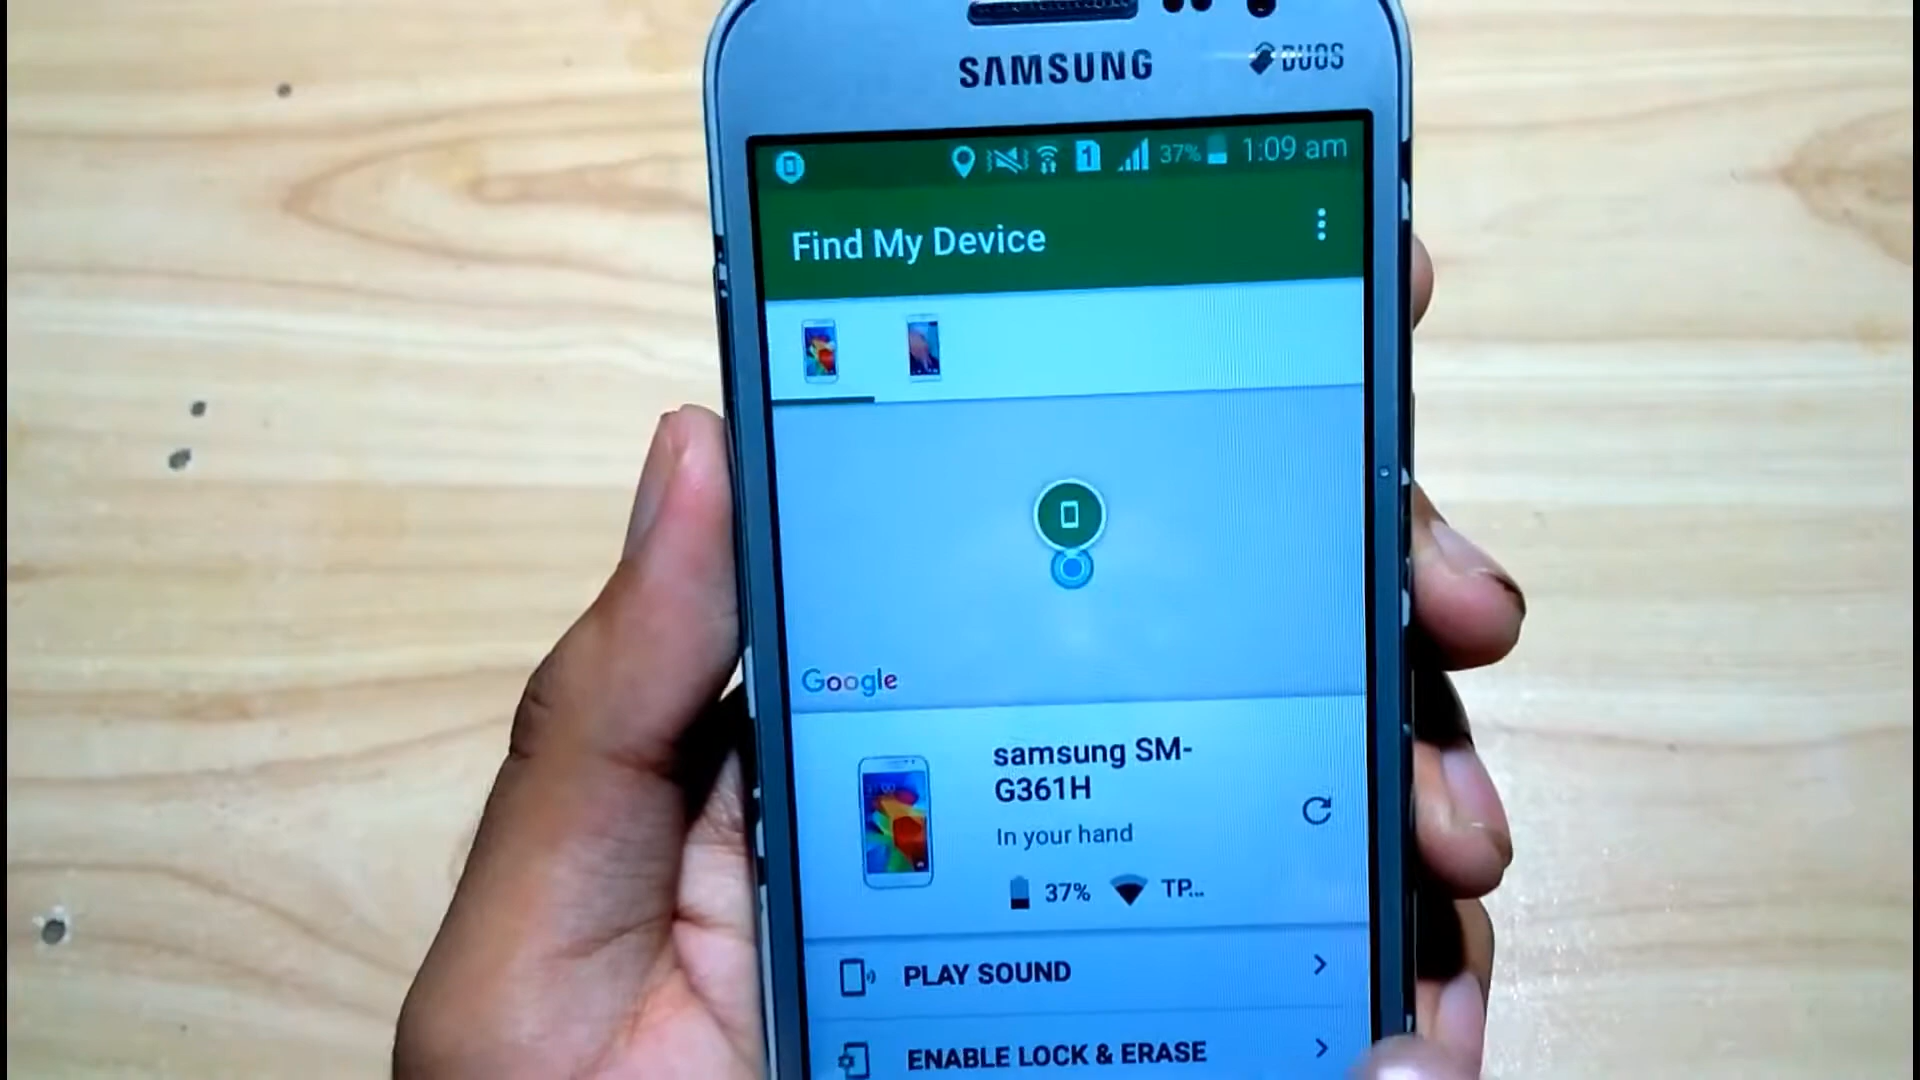 SAMSUNG
DUOS
1 37% 1:09 am
Find My Device
Google
samsung SM-
G361H
In your hand
37% TP...
PLAY SOUND
ENABLE LOCK & ERASE